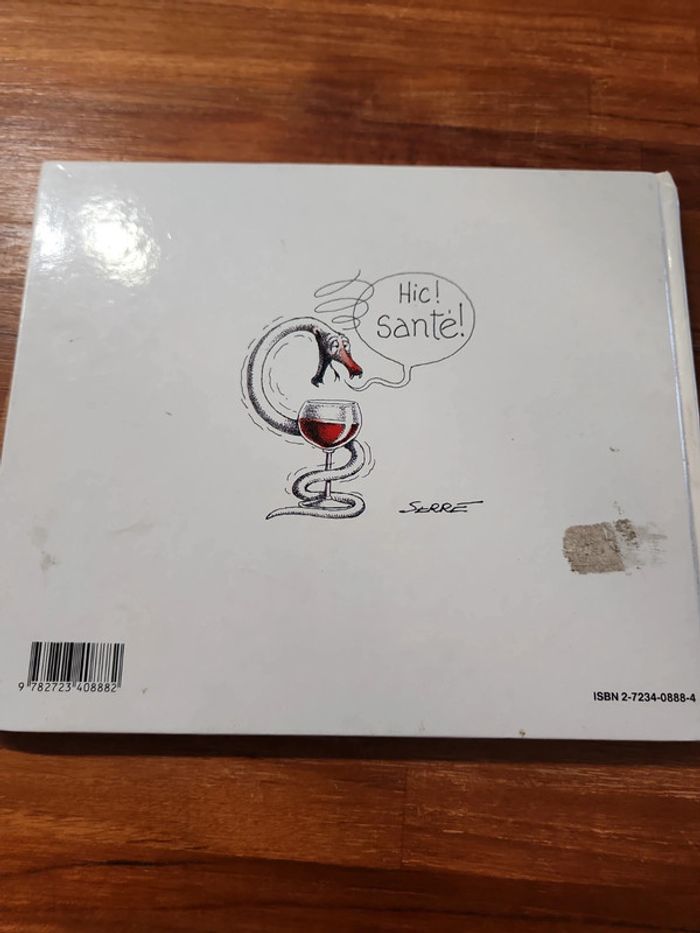 Hic!
santé!
SERRE
9 782723 408882
ISBN 2-7234-0888-4